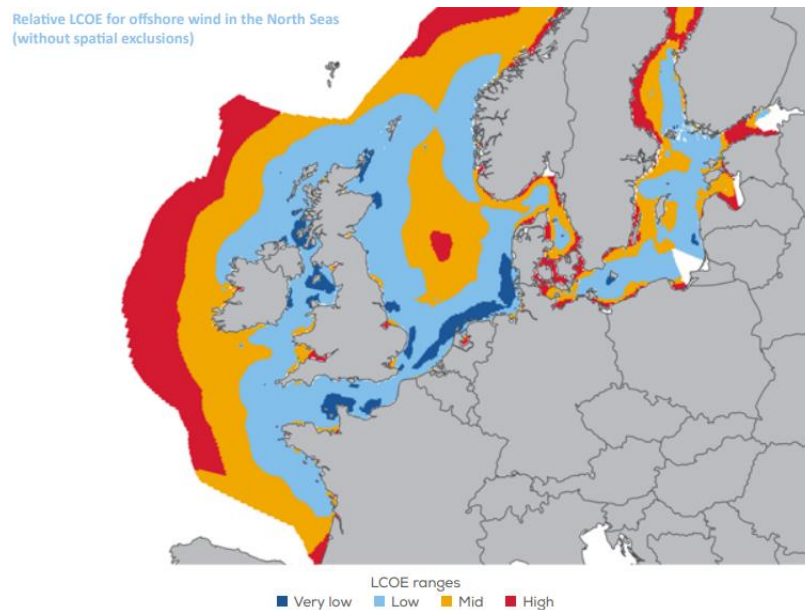 Relative LCOE for offshore wind in the North Seas
(without spatial exclusions)
LCOE ranges
Very low Low Mid High